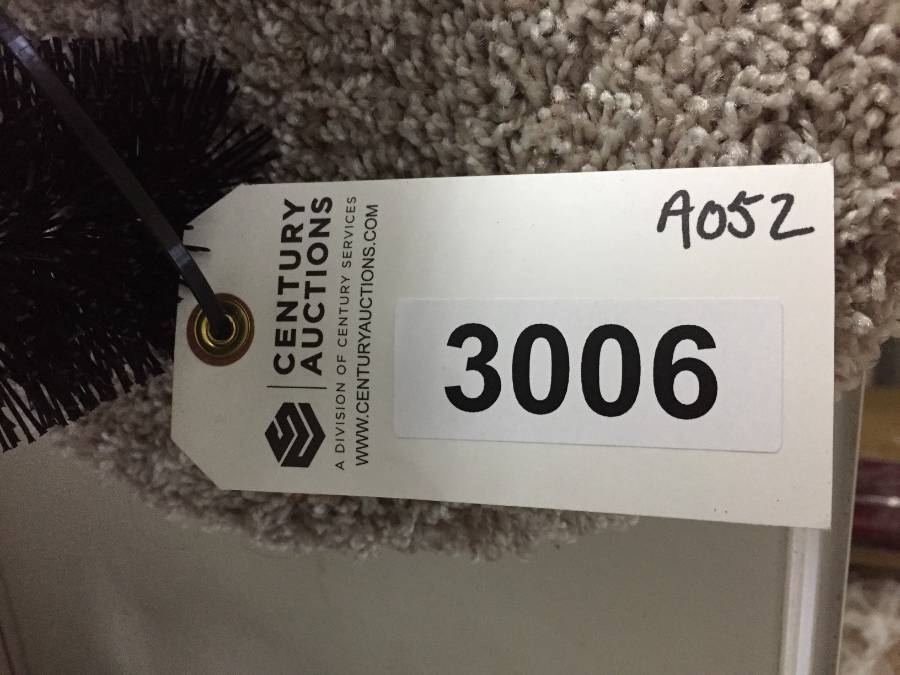 CENTURY
AUCTIONS
A DIVISION OF CENTURY SERVICES
WWW.CENTURYAUCTIONS.COM
A052
3006